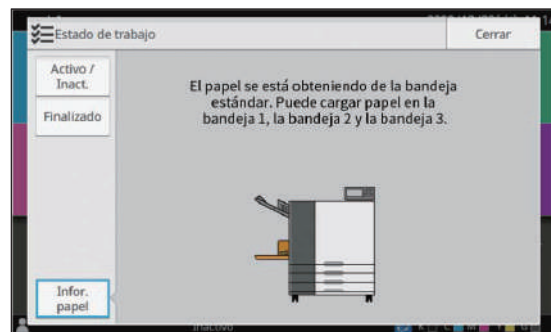 Estado de trabajo
Cerrar
Activo /
Inact.
Finalizado
El papel se está obteniendo de la bandeja
estándar. Puede cargar papel en la
bandeja 1, la bandeja 2 y la bandeja 3.
Infor.
papel
Inactivo
K C M Y G